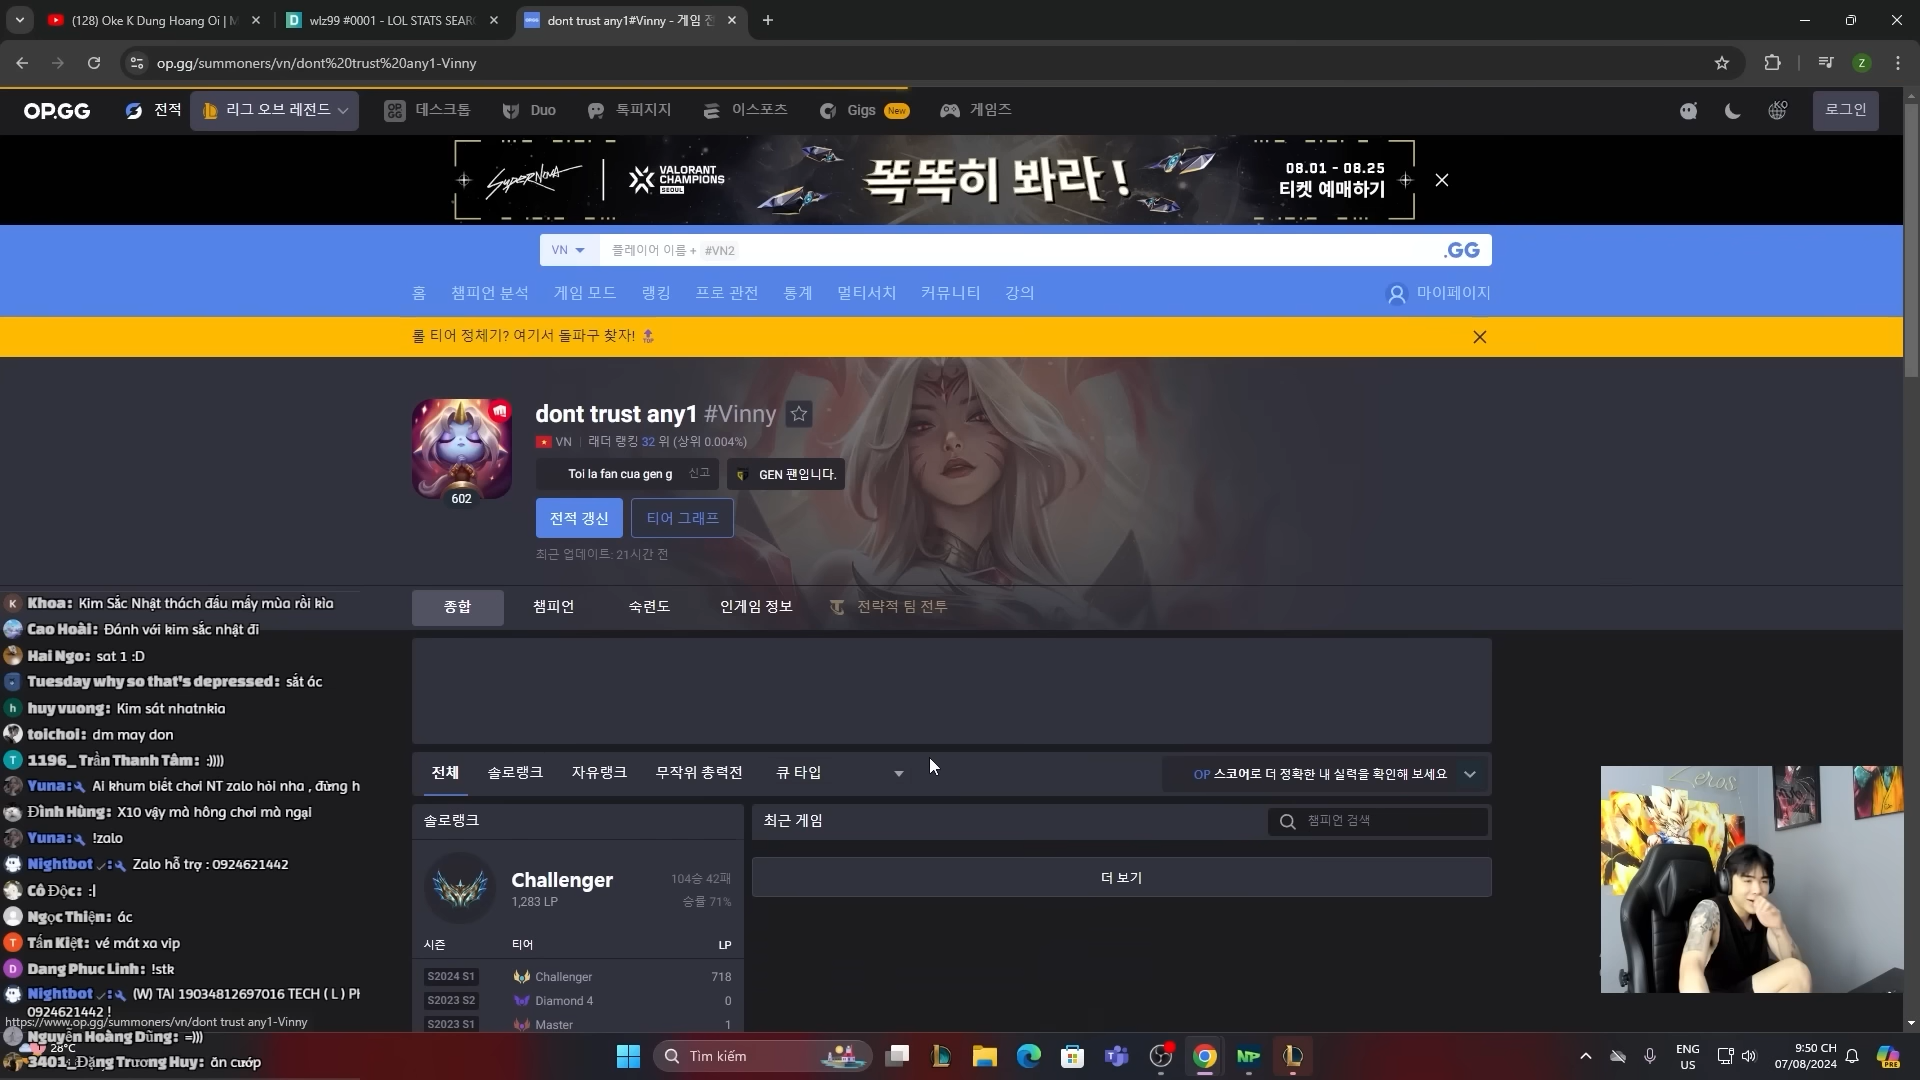 (128) Oke K Dung Hoang Oi | M
wlz99 #0001 - LOL STATS SEAR
dont trust any1#Vinny - 게임 전
op.gg/summoners/vn/dont%20trust%20any1-Vinny
Z
OP.GG
전적
리그 오브 레전드
OP GG
데스크톱
Duo
톡피지지
이스포츠
Gigs New
게임즈
KO
로그인
SUPERNOVA
VALORANT CHAMPIONS SEOUL
똑똑히 봐라 !
08.01 - 08.25
티켓 예매하기
VN
플레이어 이름 + #VN2
.GG
홈 챔피언 분석 게임 모드 랭킹 프로 관전 통계 멀티서치 커뮤니티 강의
마이페이지
롤 티어 정체기? 여기서 돌파구 찾자!
dont trust any1 #Vinny
VN | 래더 랭킹 32 위 (상위 0.004%)
Toi la fan cua gen g 신고
GEN 팬입니다.
602
전적 갱신
티어 그래프
최근 업데이트: 21시간 전
종합 챔피언 숙련도 인게임 정보 전략적 팀 전투
전체 솔로랭크 자유랭크 무작위 총력전 큐 타입
OP 스코어로 더 정확한 내 실력을 확인해 보세요
솔로랭크
최근 게임
챔피언 검색
Challenger
1,283 LP
104승 42패
승률 71%
더 보기
시즌 티어 LP
S2024 S1 Challenger 718
S2023 S2 Diamond 4 0
S2023 S1 Master 1
K Khoa: Kim Sắc Nhật thách đấu mấy mùa rồi kìa
Cao Hoài: Đánh với kim sắc nhật đi
Hai Ngo: sat 1 :D
Tuesday why so that's depressed: sắt ác
h huy vuong: Kim sát nhatnkia
toichoi: dm may don
T 1196_ Trần Thanh Tâm: :))))
Yuna: Ai khum biết chơi NT zalo hỏi nha , đừng h
Đình Hùng: X10 vậy mà hông chơi mà ngại
Yuna: !zalo
Nightbot: Zalo hỗ trợ : 0924621442
Cô Độc: :|
Ngọc Thiện: ác
T Tấn Kiệt: vé mát xa vip
D Dang Phuc Linh: !stk
Nightbot: (W) TAI 19034812697016 TECH ( L ) Pl
0924621442 !
https://www.op.gg/summoners/vn/dont trust any1-Vinny
Nguyễn Hoàng Dũng: =)))
28°C
3401_ Đặng Trương Huy: ăn cướp
Tìm kiếm
ENG
US
9:50 CH
07/08/2024
PRE
Zeros